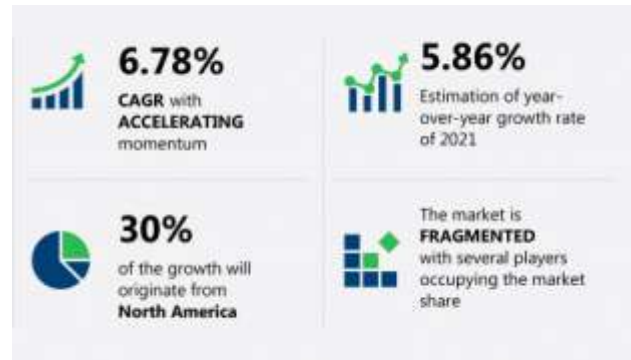 6.78%
CAGR with
ACCELERATING
momentum
5.86%
Estimation of year-
over-year growth rate
of 2021
30%
of the growth will
originate from
North America
The market is
FRAGMENTED
with several players
occupying the market
share